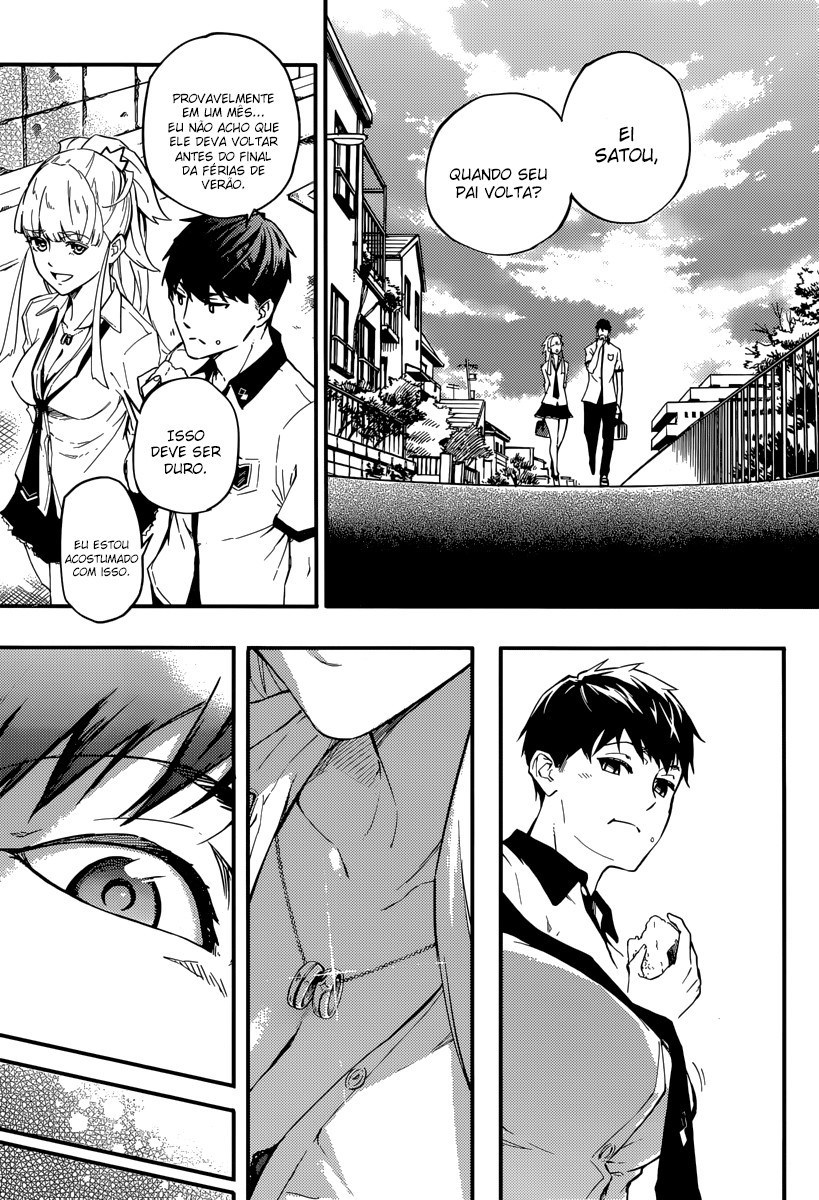 EI
SATOU,
QUANDO SEU
PAI VOLTA?
PROVAVELMENTE
EM UM MÊS...
EU NÃO ACHO QUE
ELE DEVA VOLTAR
ANTES DO FINAL
DA FÉRIAS DE
VERÃO.
ISSO
DEVE SER
DURO.
EU ESTOU
ACOSTUMADO
COM ISSO.